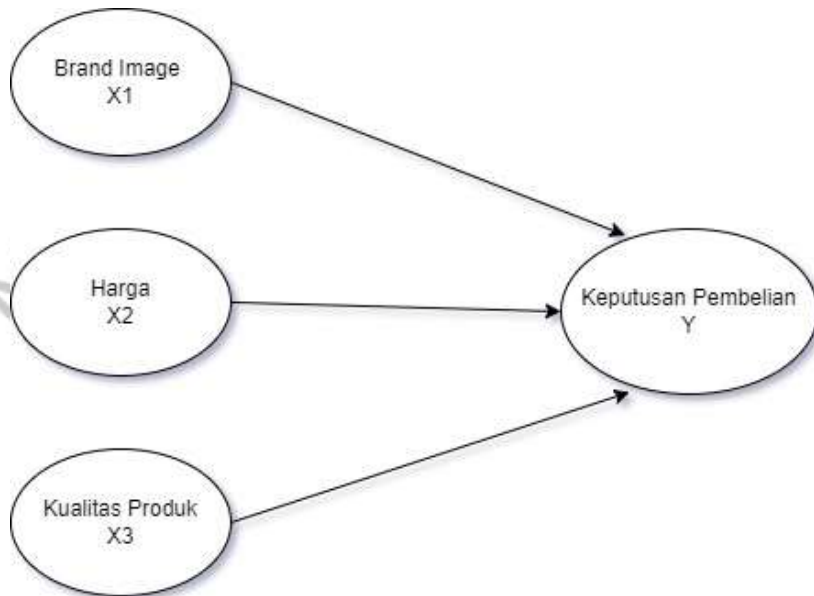 Brand Image
X1
Harga
X2
Keputusan Pembelian
Y
Kualitas Produk
X3